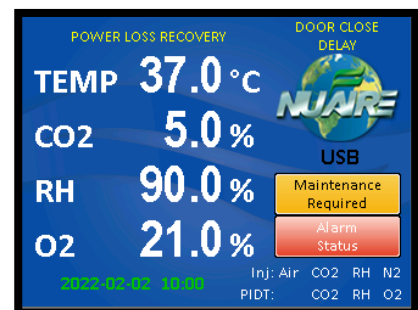 POWER LOSS RECOVERY
DOOR CLOSE
DELAY
TEMP 37.0 °C
CO2 5.0 %
RH 90.0 %
O2 21.0 %
NUAIRE
USB
Maintenance
Required
Alarm
Status
2022-02-02 10:00
Inj: Air CO2 RH N2
PIDT: CO2 RH O2